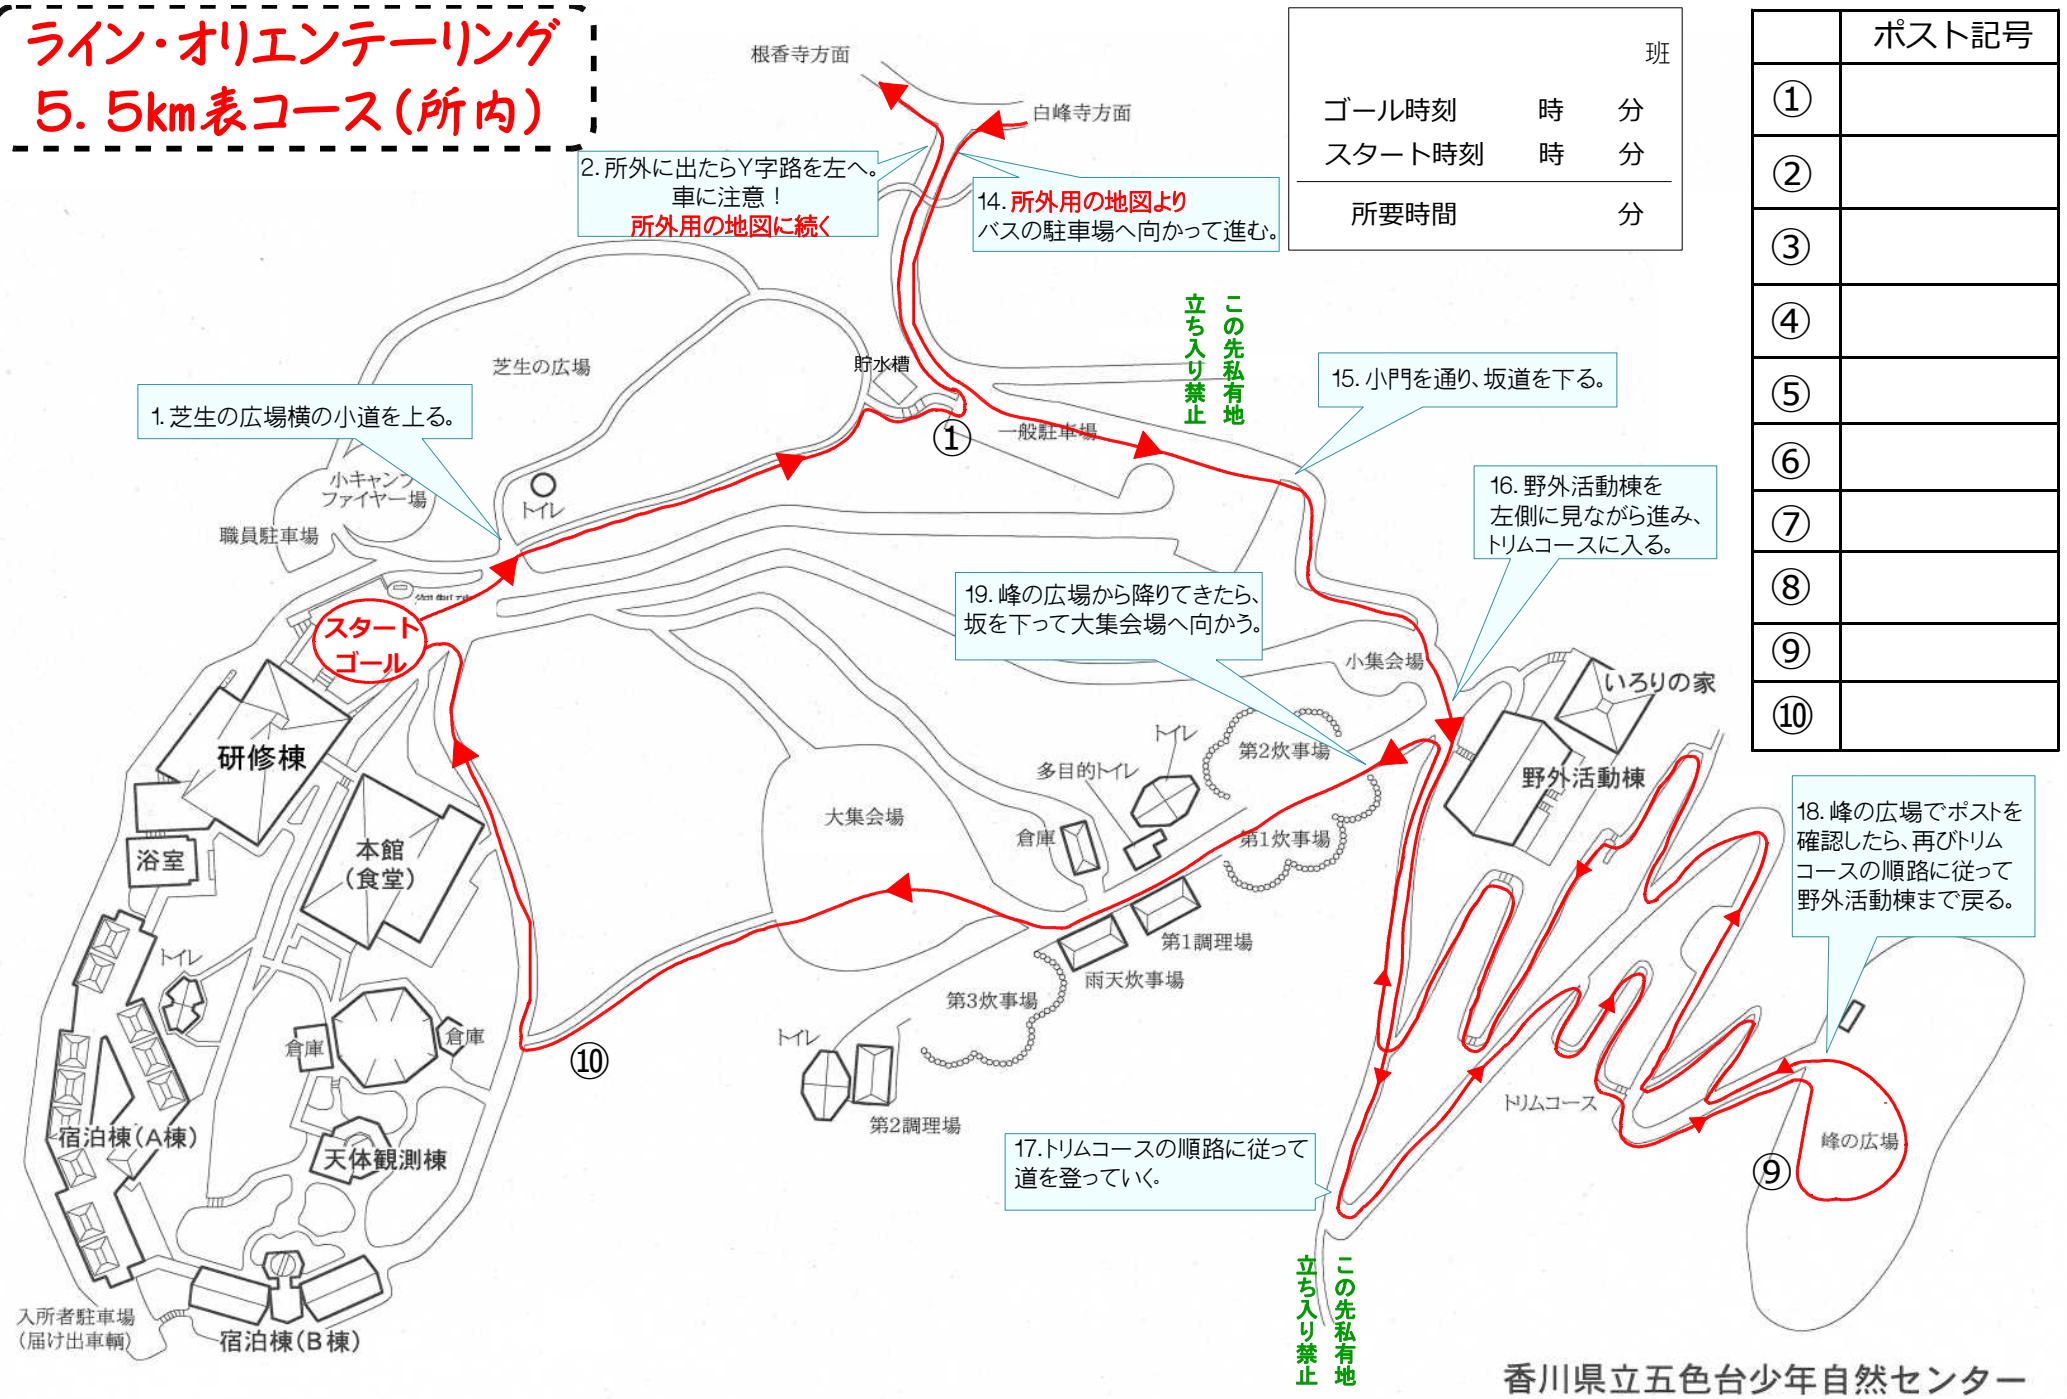 ライン・オリエンテーリング
5.5km表コース(所内)
根香寺方面
白峰寺方面
班
ゴール時刻 時 分
スタート時刻 時 分
所要時間 分
ポスト記号
①
②
③
④
⑤
⑥
⑦
⑧
⑨
⑩
2.所外に出たらY字路を左へ。
車に注意！
所外用の地図に続く
14.所外用の地図より
バスの駐車場へ向かって進む。
この先私有地
立ち入り禁止
芝生の広場
貯水槽
15.小門を通り、坂道を下る。
1.芝生の広場横の小道を上る。
①
一般駐車場
小キャンプ
ファイヤー場
トイレ
職員駐車場
16.野外活動棟を
左側に見ながら進み、
トリムコースに入る。
19.峰の広場から降りてきたら、
坂を下って大集会場へ向かう。
スタート
ゴール
小集会場
いろりの家
研修棟
トイレ
第2炊事場
多目的トイレ
野外活動棟
大集会場
倉庫
第1炊事場
18.峰の広場でポストを
確認したら、再びトリム
コースの順路に従って
野外活動棟まで戻る。
本館
(食堂)
浴室
第1調理場
トイレ
雨天炊事場
第3炊事場
倉庫
倉庫
トイレ
⑩
第2調理場
トリムコース
宿泊棟(A棟)
天体観測棟
17.トリムコースの順路に従って
道を登っていく。
峰の広場
⑨
この先私有地
立ち入り禁止
入所者駐車場
(届け出車輌)
宿泊棟(B棟)
香川県立五色台少年自然センター